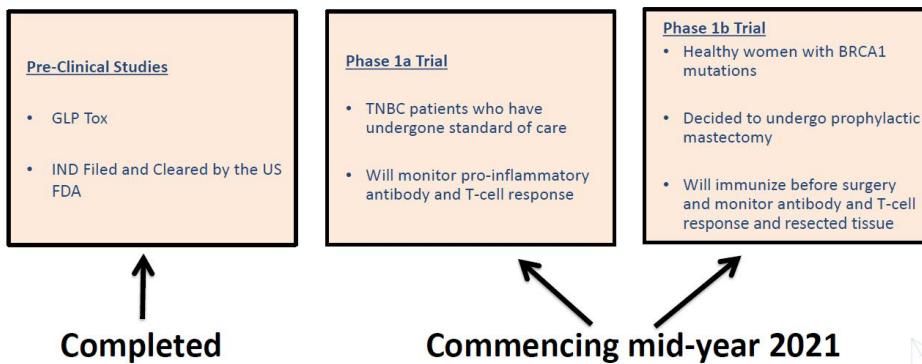 Pre-Clinical Studies
• GLP Tox
• IND Filed and Cleared by the US
FDA
Phase 1a Trial
• TNBC patients who have
undergone standard of care
• Will monitor pro-inflammatory
antibody and T-cell response
Phase 1b Trial
• Healthy women with BRCA1
mutations
• Decided to undergo prophylactic
mastectomy
• Will immunize before surgery
and monitor antibody and T-cell
response and resected tissue
Completed
Commencing mid-year 2021